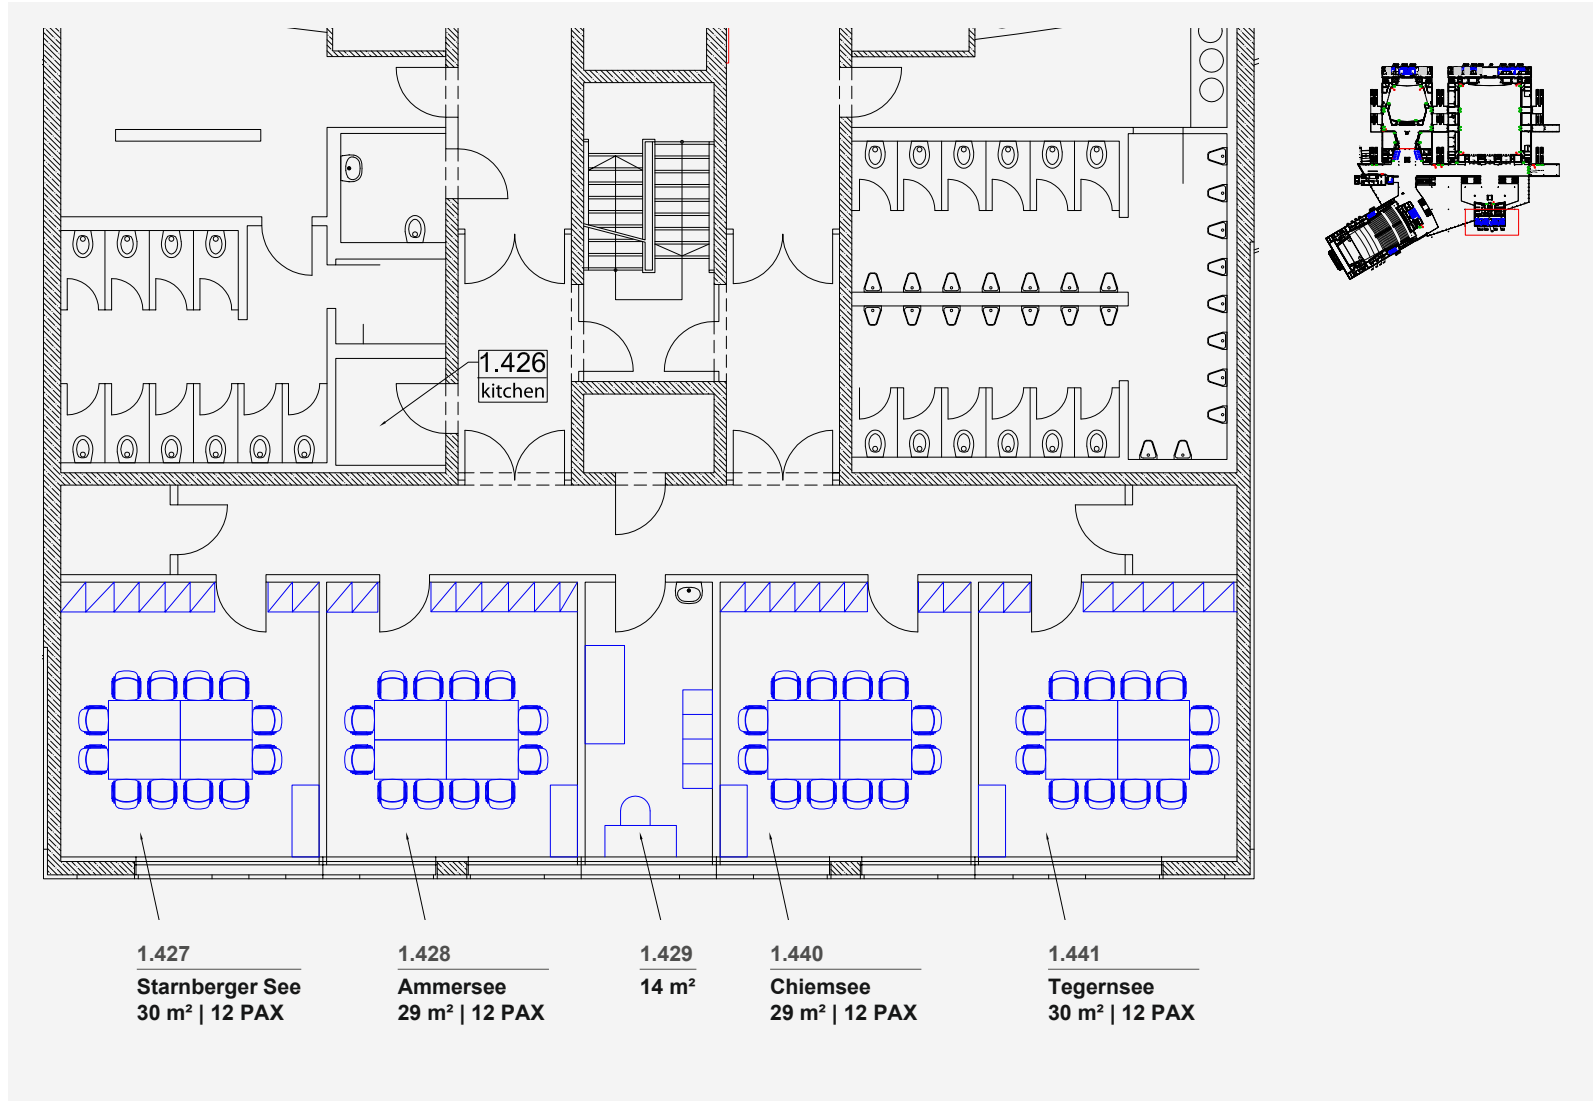 1.426
kitchen
1.427
Starnberger See
30 m² | 12 PAX
1.428
Ammersee
29 m² | 12 PAX
1.429
14 m²
1.440
Chiemsee
29 m² | 12 PAX
1.441
Tegernsee
30 m² | 12 PAX